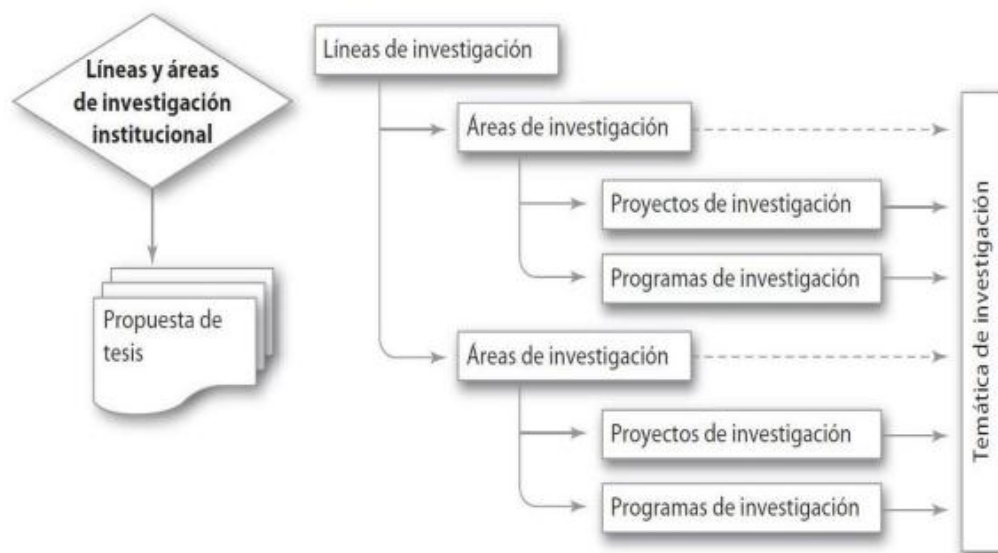 Líneas y áreas
de investigación
institucional
Propuesta de
tesis
Líneas de investigación
Áreas de investigación
Proyectos de investigación
Programas de investigación
Áreas de investigación
Proyectos de investigación
Programas de investigación
Temática de investigación